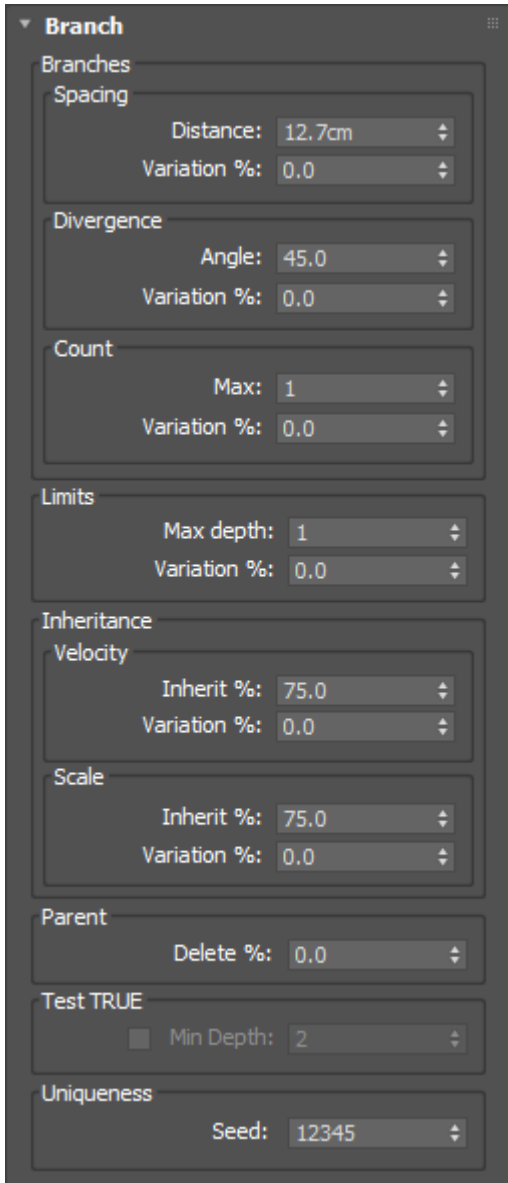 Branch
Branches
Spacing
Distance: 12.7cm
Variation %: 0.0
Divergence
Angle: 45.0
Variation %: 0.0
Count
Max: 1
Variation %: 0.0
Limits
Max depth: 1
Variation %: 0.0
Inheritance
Velocity
Inherit %: 75.0
Variation %: 0.0
Scale
Inherit %: 75.0
Variation %: 0.0
Parent
Delete %: 0.0
Test TRUE
Min Depth: 2
Uniqueness
Seed: 12345